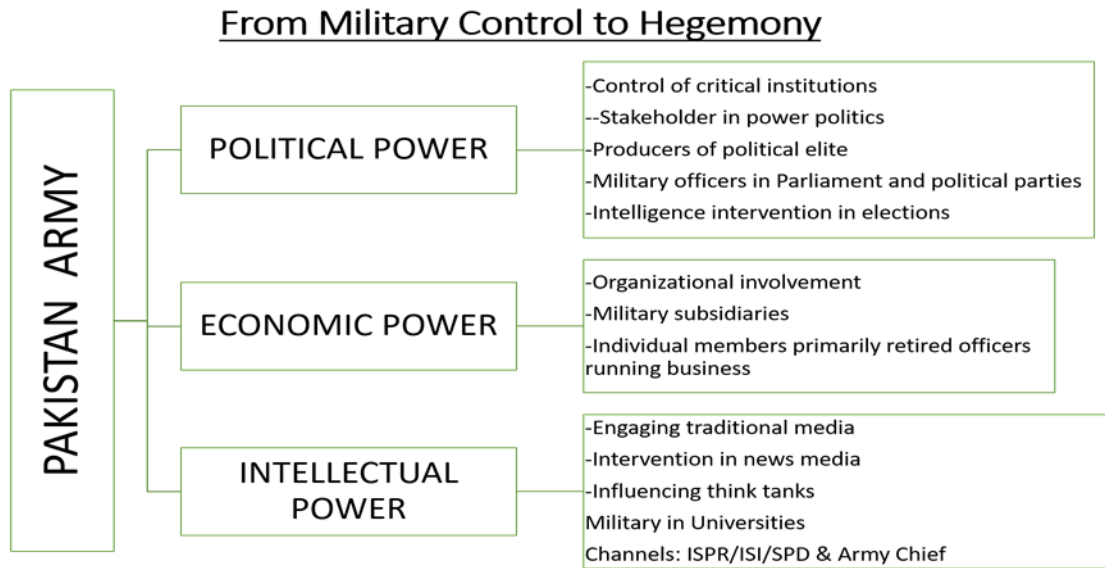 From Military Control to Hegemony
PAKISTAN ARMY
POLITICAL POWER
-Control of critical institutions
--Stakeholder in power politics
-Producers of political elite
-Military officers in Parliament and political parties
-Intelligence intervention in elections
ECONOMIC POWER
-Organizational involvement
-Military subsidiaries
-Individual members primarily retired officers
running business
INTELLECTUAL
POWER
-Engaging traditional media
-Intervention in news media
-Influencing think tanks
Military in Universities
Channels: ISPR/ISI/SPD & Army Chief